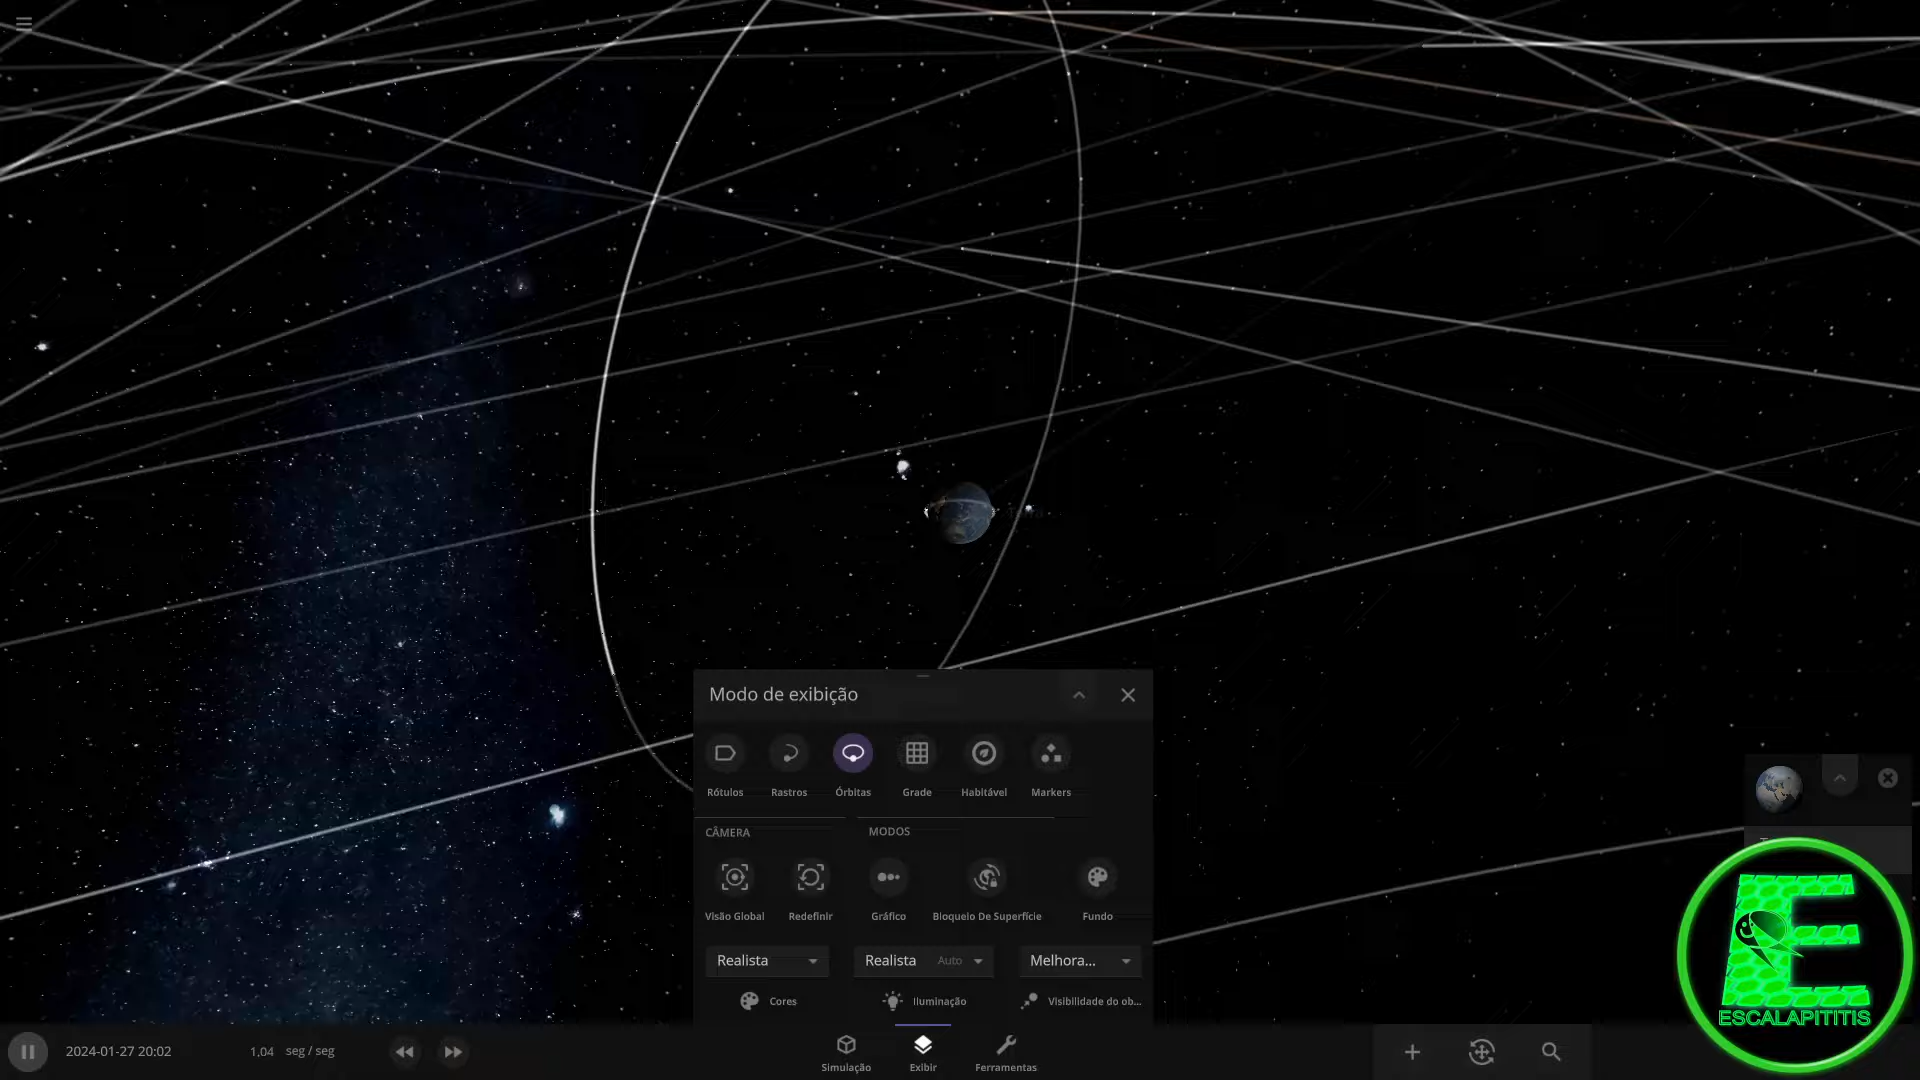 Modo de exibição
Rótulos
Rastros
Órbitas
Grade
Habitável
Markers
CÂMERA
MODOS
Visão Global
Redefinir
Gráfico
Bloqueio De Superfície
Fundo
Realista
Realista Auto
Melhora...
Cores
Iluminação
Visibilidade do ob...
2024-01-27 20:02
1,04 seg / seg
Simulação
Exibir
Ferramentas
ESCALAPITITIS